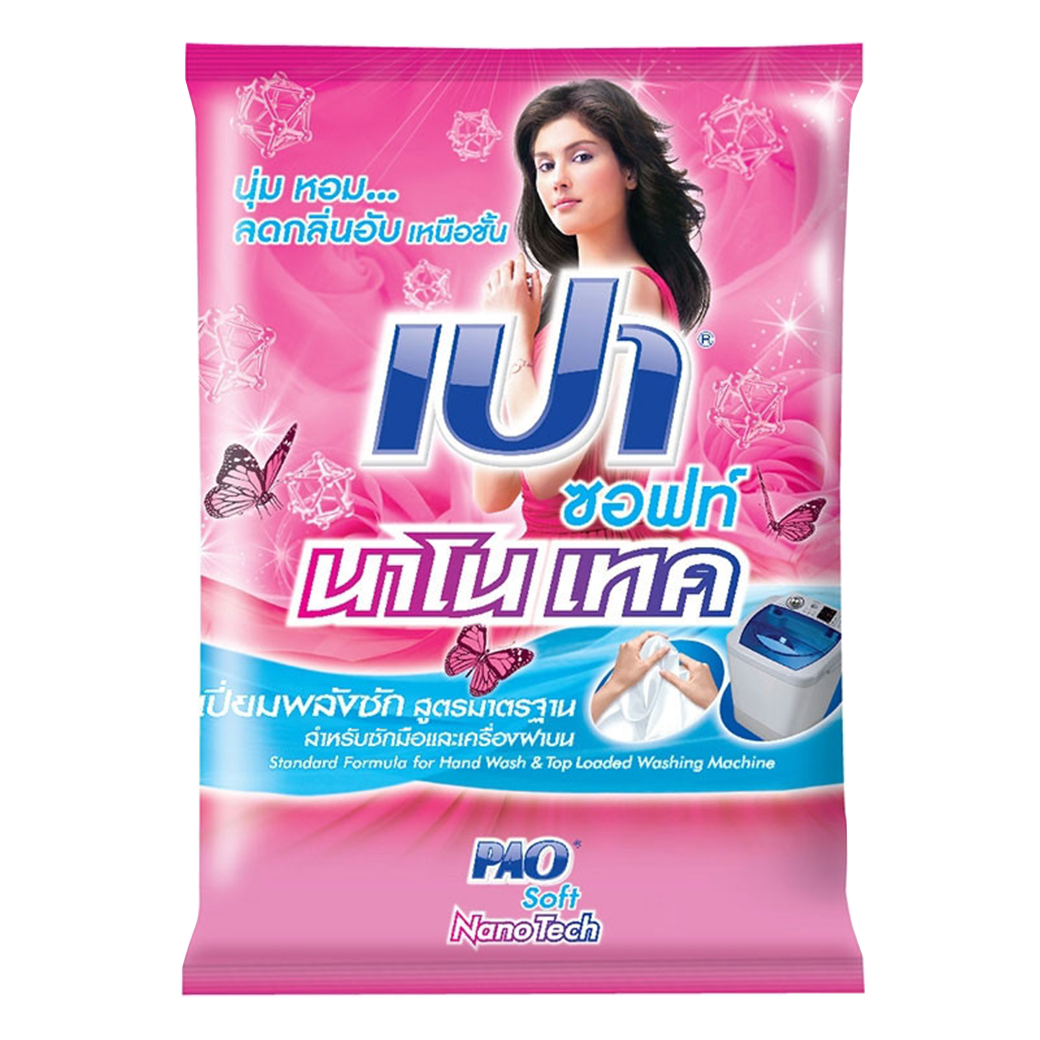 นุ่ม หอม...
ลดกลิ่นอับ เหนือชั้น
เปา®
ซอฟท์
นาโน เทค
เปี่ยมพลังซัก สูตรมาตรฐาน
สำหรับซักมือและเครื่องฝาบน
Standard Formula for Hand Wash & Top Loaded Washing Machine
PAO®
Soft
NanoTech